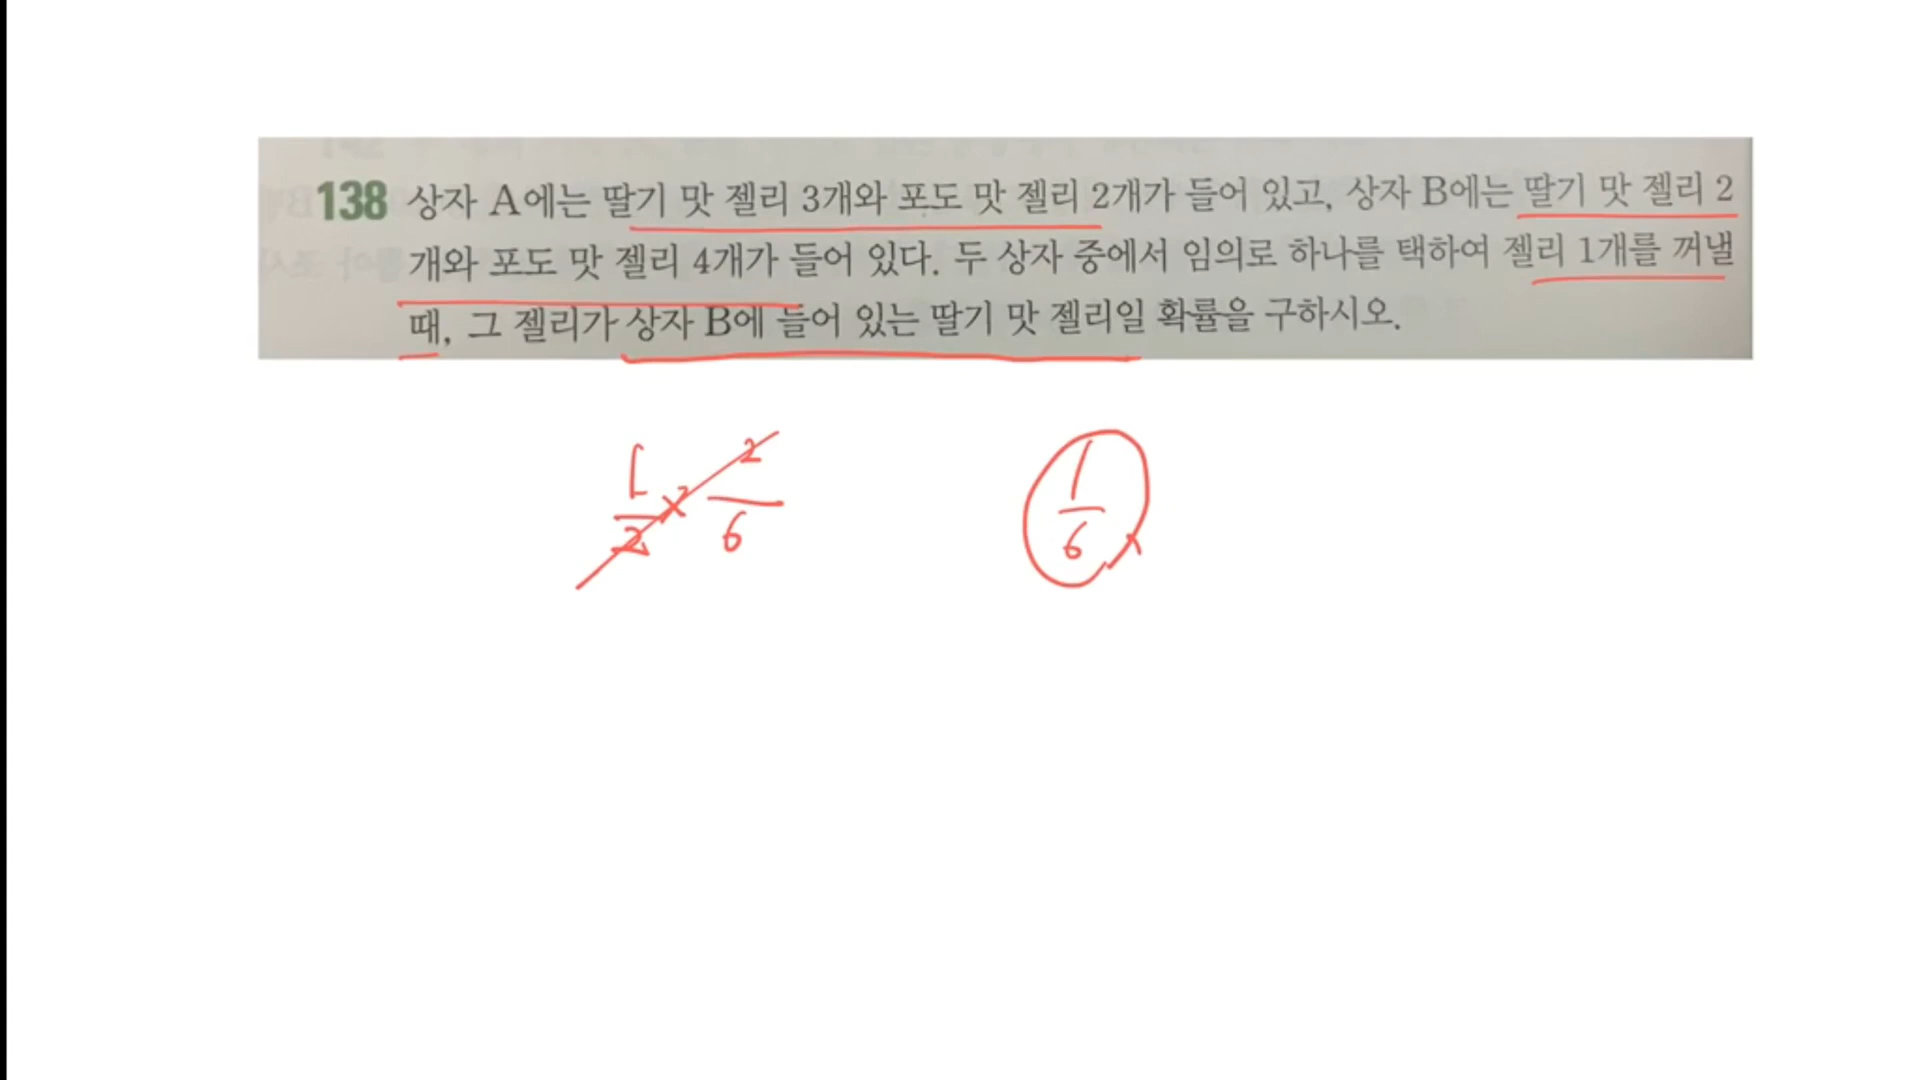 138 상자 A에는 딸기 맛 젤리 3개와 포도 맛 젤리 2개가 들어 있고, 상자 B에는 딸기 맛 젤리 2
개와 포도 맛 젤리 4개가 들어 있다. 두 상자 중에서 임의로 하나를 택하여 젤리 1개를 꺼낼
때, 그 젤리가 상자 B에 들어 있는 딸기 맛 젤리일 확률을 구하시오.
1/2 × 2/6
1/6